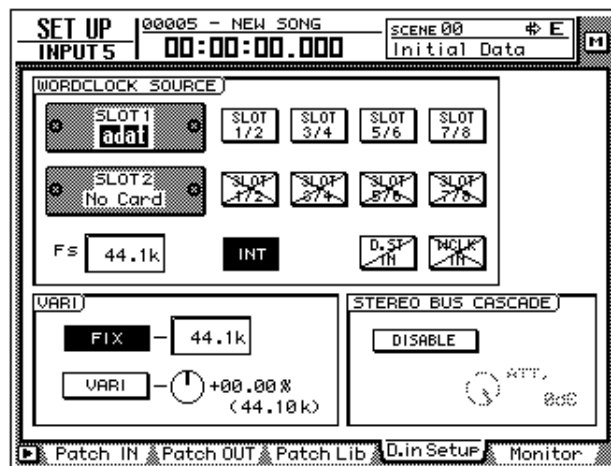 SET UP
INPUT 5
00005 - NEW SONG
00:00:00.000
SCENE 00 E
Initial Data
M
WORDCLOCK SOURCE
SLOT1
adat
SLOT 1/2
SLOT 3/4
SLOT 5/6
SLOT 7/8
SLOT2
No Card
SLOT 1/2
SLOT 3/4
SLOT 5/6
SLOT 7/8
Fs 44.1k
INT
D.ST IN
WCLK IN
VARI
FIX - 44.1k
VARI - +00.00%
(44.10k)
STEREO BUS CASCADE
DISABLE
ATT.
0dB
Patch IN Patch OUT Patch Lib D.in Setup Monitor